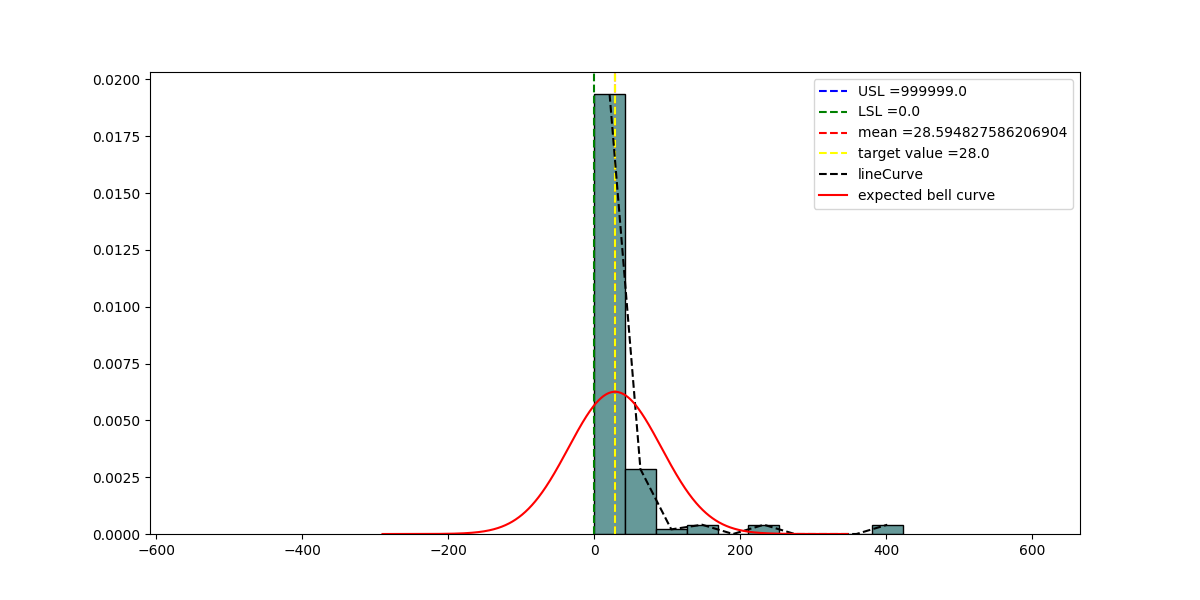 0.0200
0.0175
0.0150
0.0125
0.0100
0.0075
0.0050
0.0025
0.0000
−600
−400
−200
0
200
400
600
USL =999999.0
LSL =0.0
mean =28.594827586206904
target value =28.0
lineCurve
expected bell curve